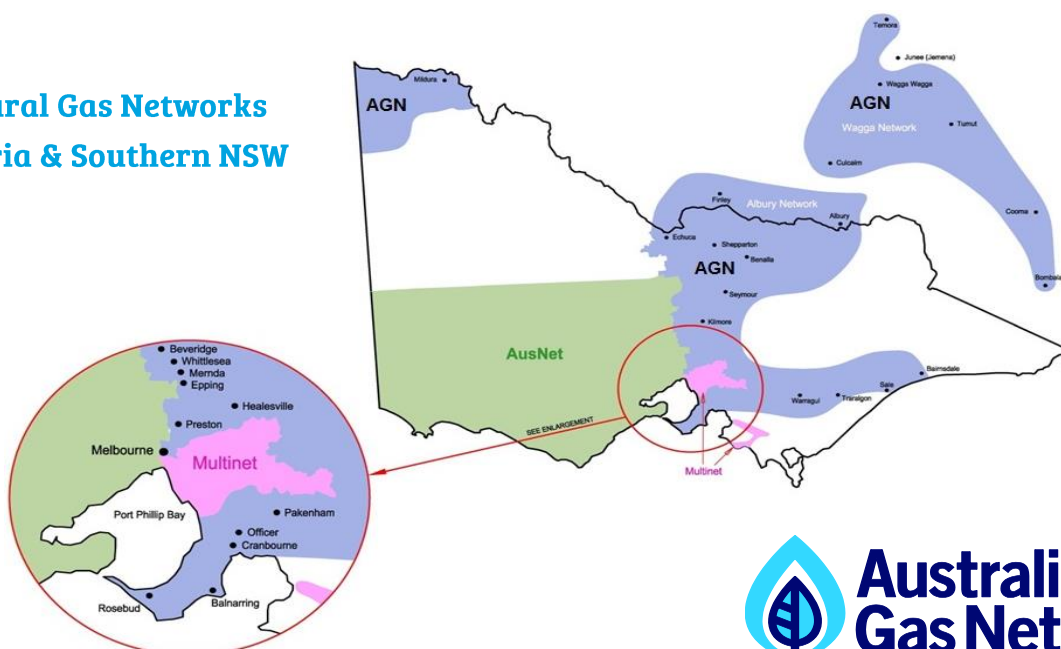 ural Gas Networks
ria & Southern NSW
Mildura
AGN
Temora
Junee (Jemena)
Wagga Wagga
AGN
Wagga Network
Tumut
Culcairn
Cooma
Bombala
Albury Network
Finley
Albury
Echuca
Shepparton
Benalla
AGN
Seymour
Kilmore
AusNet
Bairnsdale
Sale
Warragul
Traralgon
SEE ENLARGEMENT
Multinet
Beveridge
Whittlesea
Mernda
Epping
Healesville
Preston
Melbourne
Multinet
Port Phillip Bay
Pakenham
Officer
Cranbourne
Rosebud
Balnarring
Australi
Gas Net